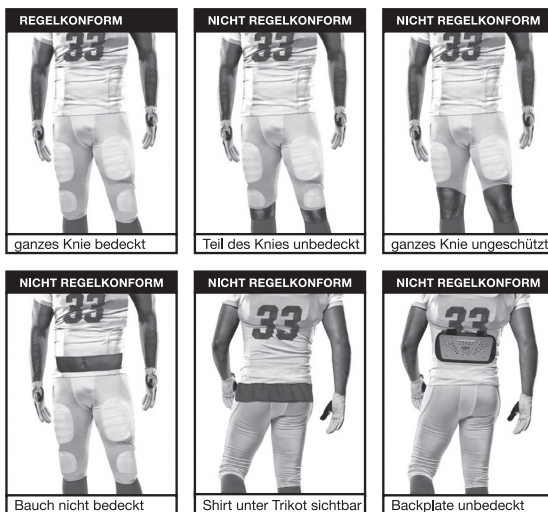 REGELKONFORM
33
ganzes Knie bedeckt
NICHT REGELKONFORM
33
Teil des Knies unbedeckt
NICHT REGELKONFORM
33
ganzes Knie ungeschützt
NICHT REGELKONFORM
33
Bauch nicht bedeckt
NICHT REGELKONFORM
33
Shirt unter Trikot sichtbar
NICHT REGELKONFORM
33
Backplate unbedeckt